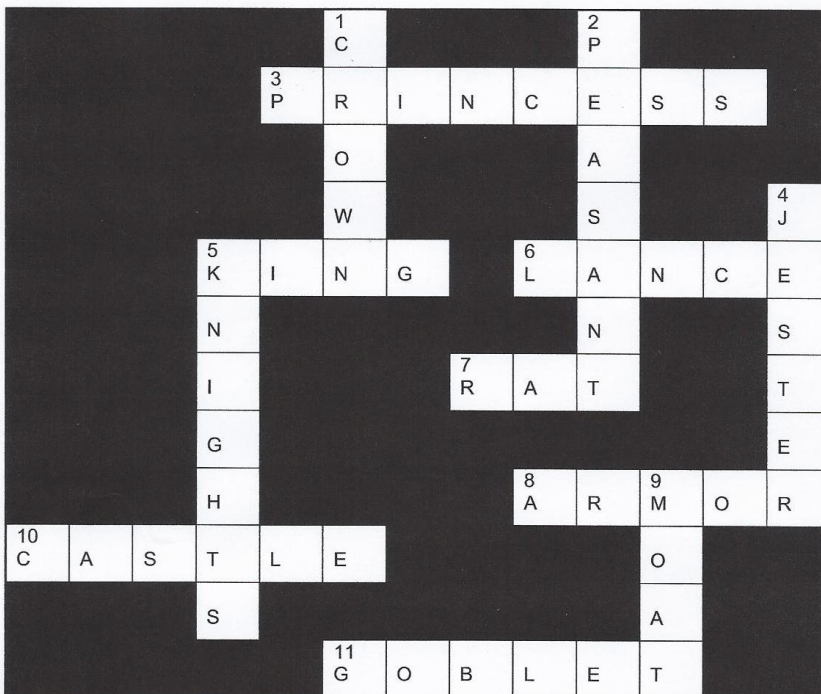 1 2
C P
3
P R I N C E S S
O A
4
W S J
5 6
K I N G L A N C E
N N S
7
I R A T T
G E
8 9
H A R M O R
10
C A S T L E O
S A
11
G O B L E T